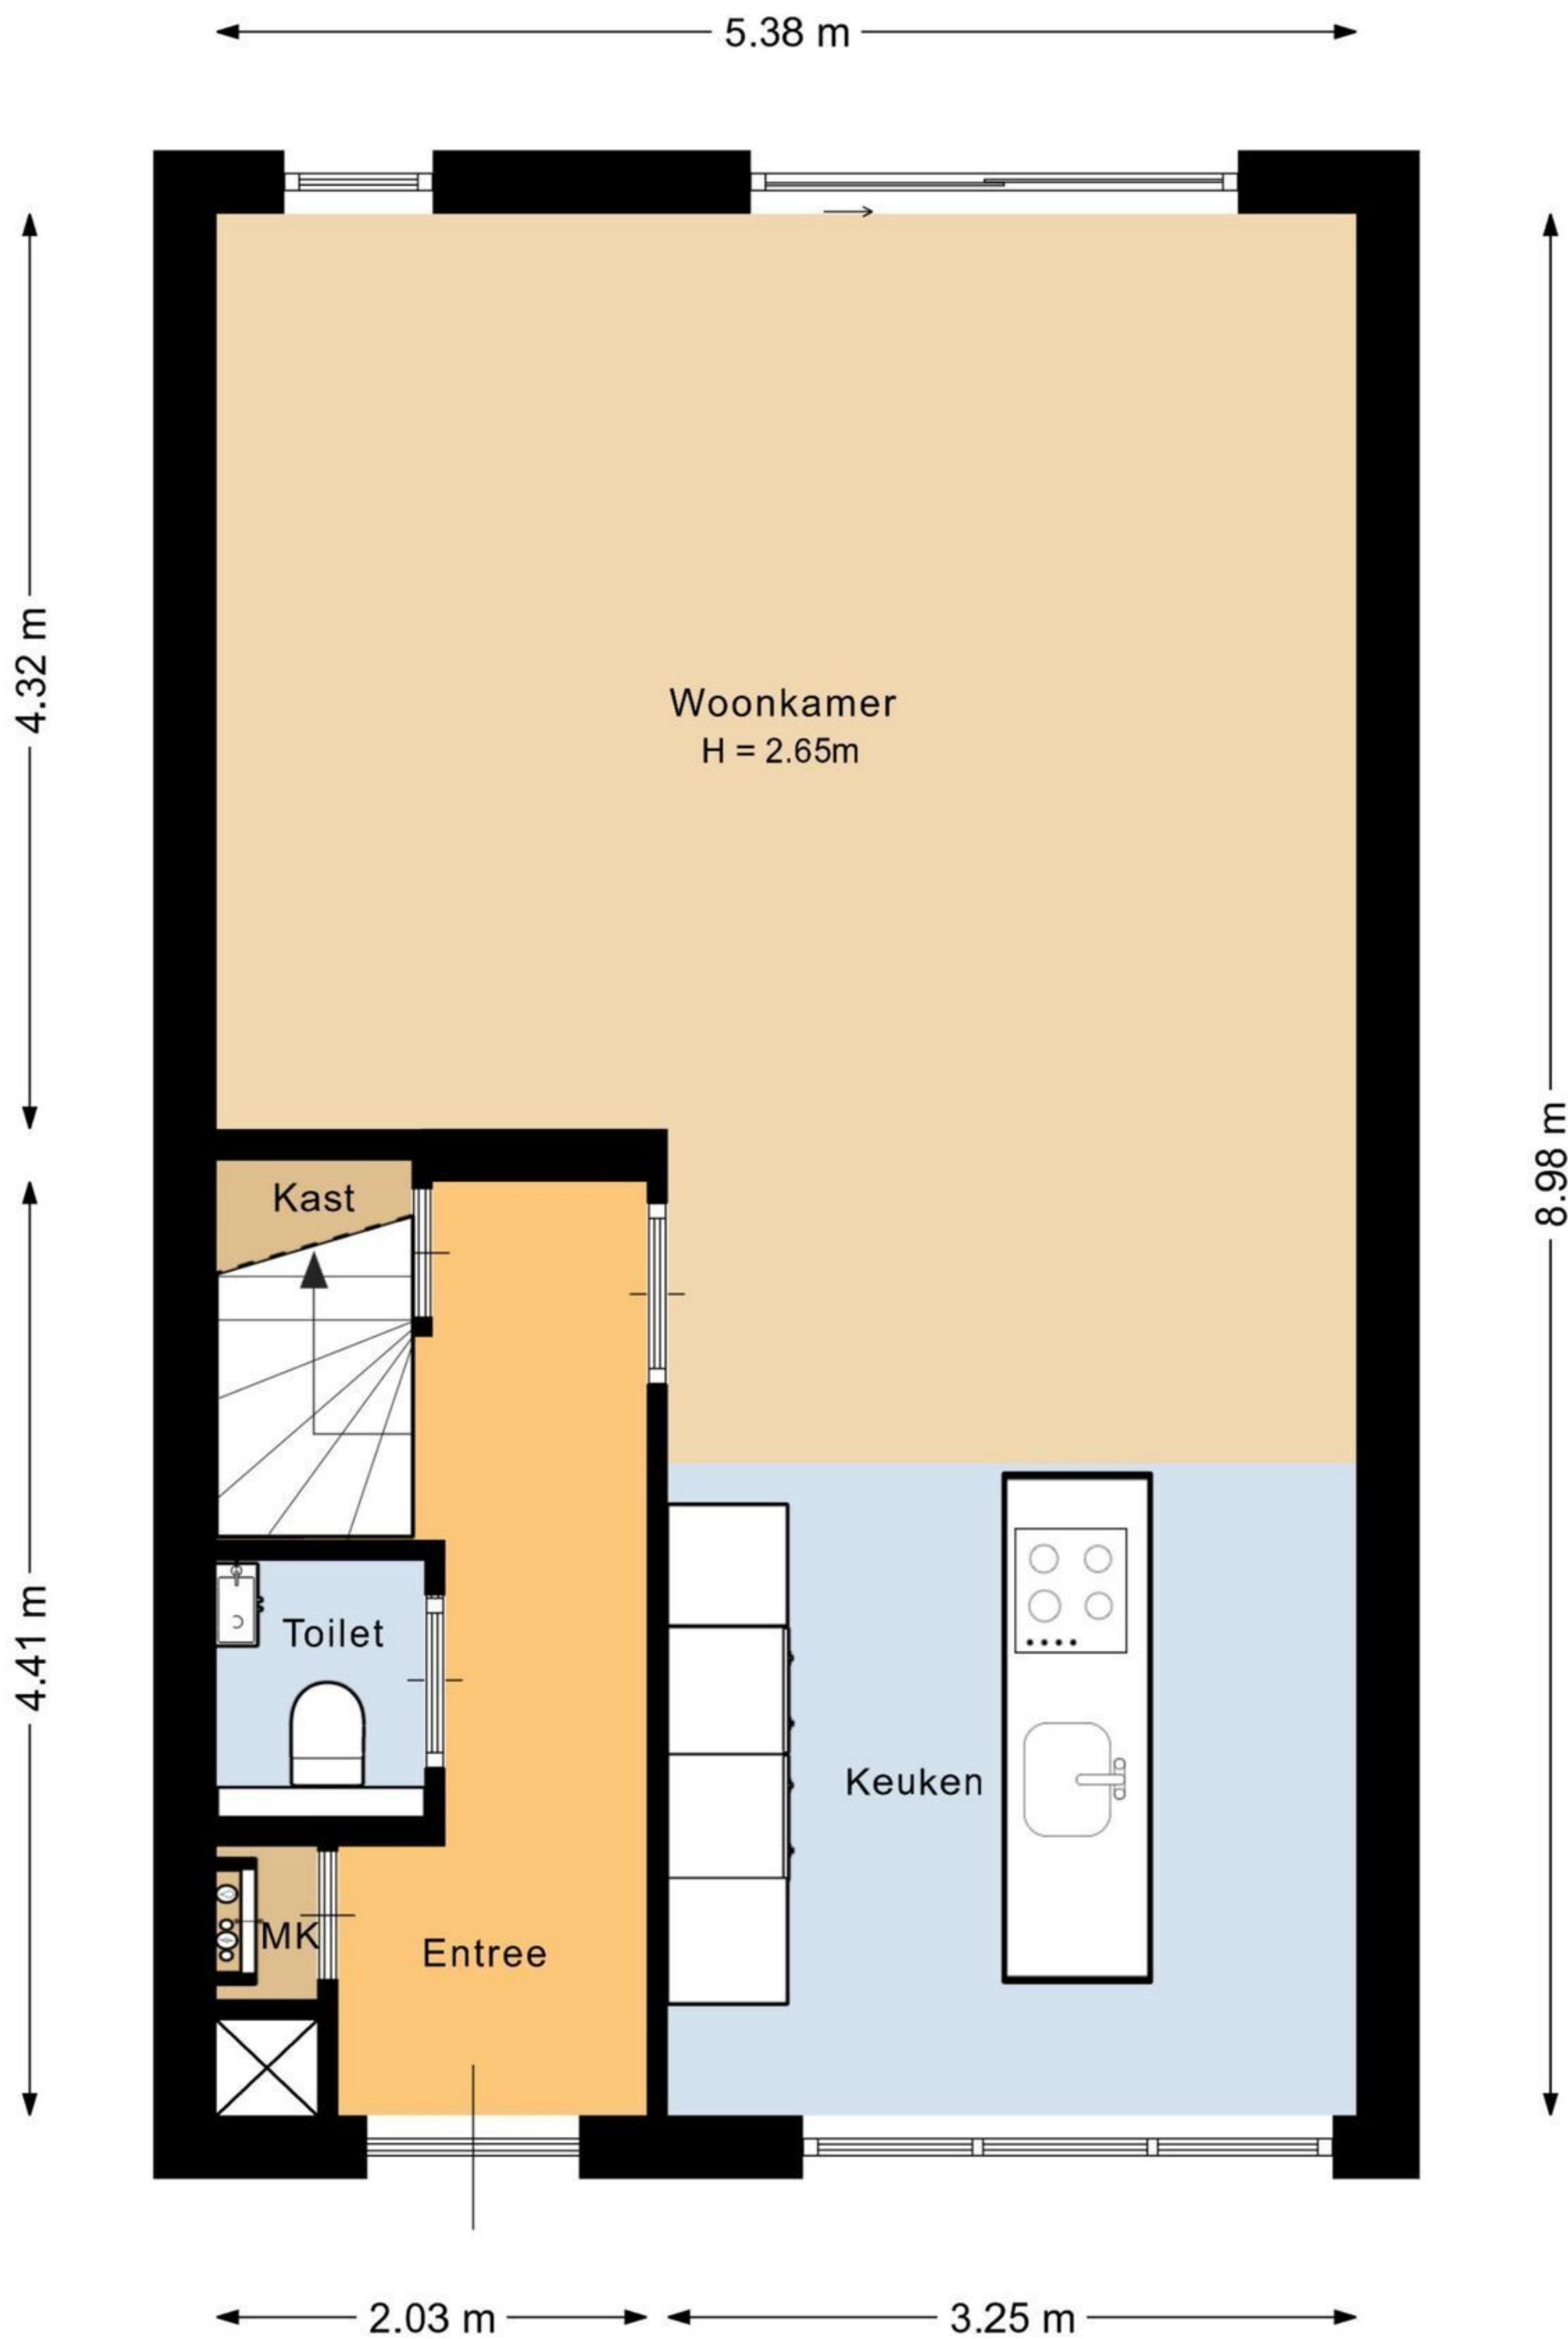 5.38 m
4.32 m
Woonkamer
H = 2.65m
8.98 m
Kast
4.41 m
Toilet
Keuken
MK
Entree
2.03 m
3.25 m